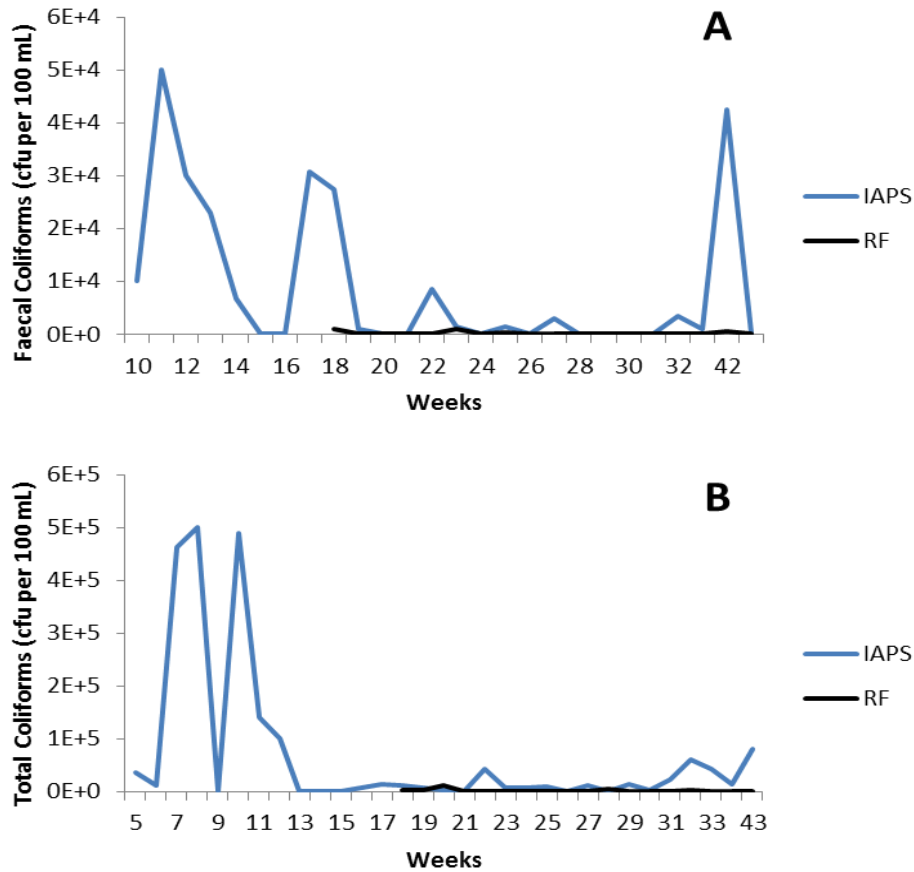 A
Faecal Coliforms (cfu per 100 mL)
6E+4
5E+4
4E+4
3E+4
2E+4
1E+4
0E+0
10 12 14 16 18 20 22 24 26 28 30 32 42
Weeks
IAPS
RF
B
Total Coliforms (cfu per 100 mL)
6E+5
5E+5
4E+5
3E+5
2E+5
1E+5
0E+0
5 7 9 11 13 15 17 19 21 23 25 27 29 31 33 43
Weeks
IAPS
RF